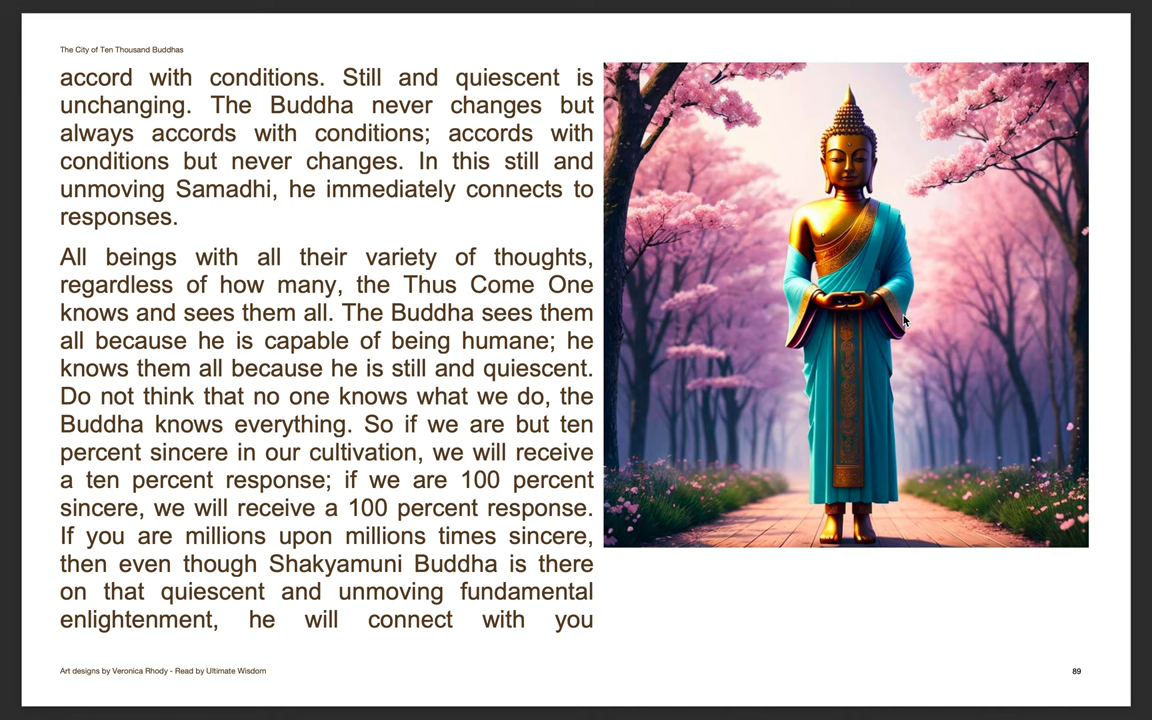 The City of Ten Thousand Buddhas
accord with conditions. Still and quiescent is
unchanging. The Buddha never changes but
always accords with conditions; accords with
conditions but never changes. In this still and
unmoving Samadhi, he immediately connects to
responses.
All beings with all their variety of thoughts,
regardless of how many, the Thus Come One
knows and sees them all. The Buddha sees them
all because he is capable of being humane; he
knows them all because he is still and quiescent.
Do not think that no one knows what we do, the
Buddha knows everything. So if we are but ten
percent sincere in our cultivation, we will receive
a ten percent response; if we are 100 percent
sincere, we will receive a 100 percent response.
If you are millions upon millions times sincere,
then even though Shakyamuni Buddha is there
on that quiescent and unmoving fundamental
enlightenment, he will connect with you
Art designs by Veronica Rhody - Read by Ultimate Wisdom
89